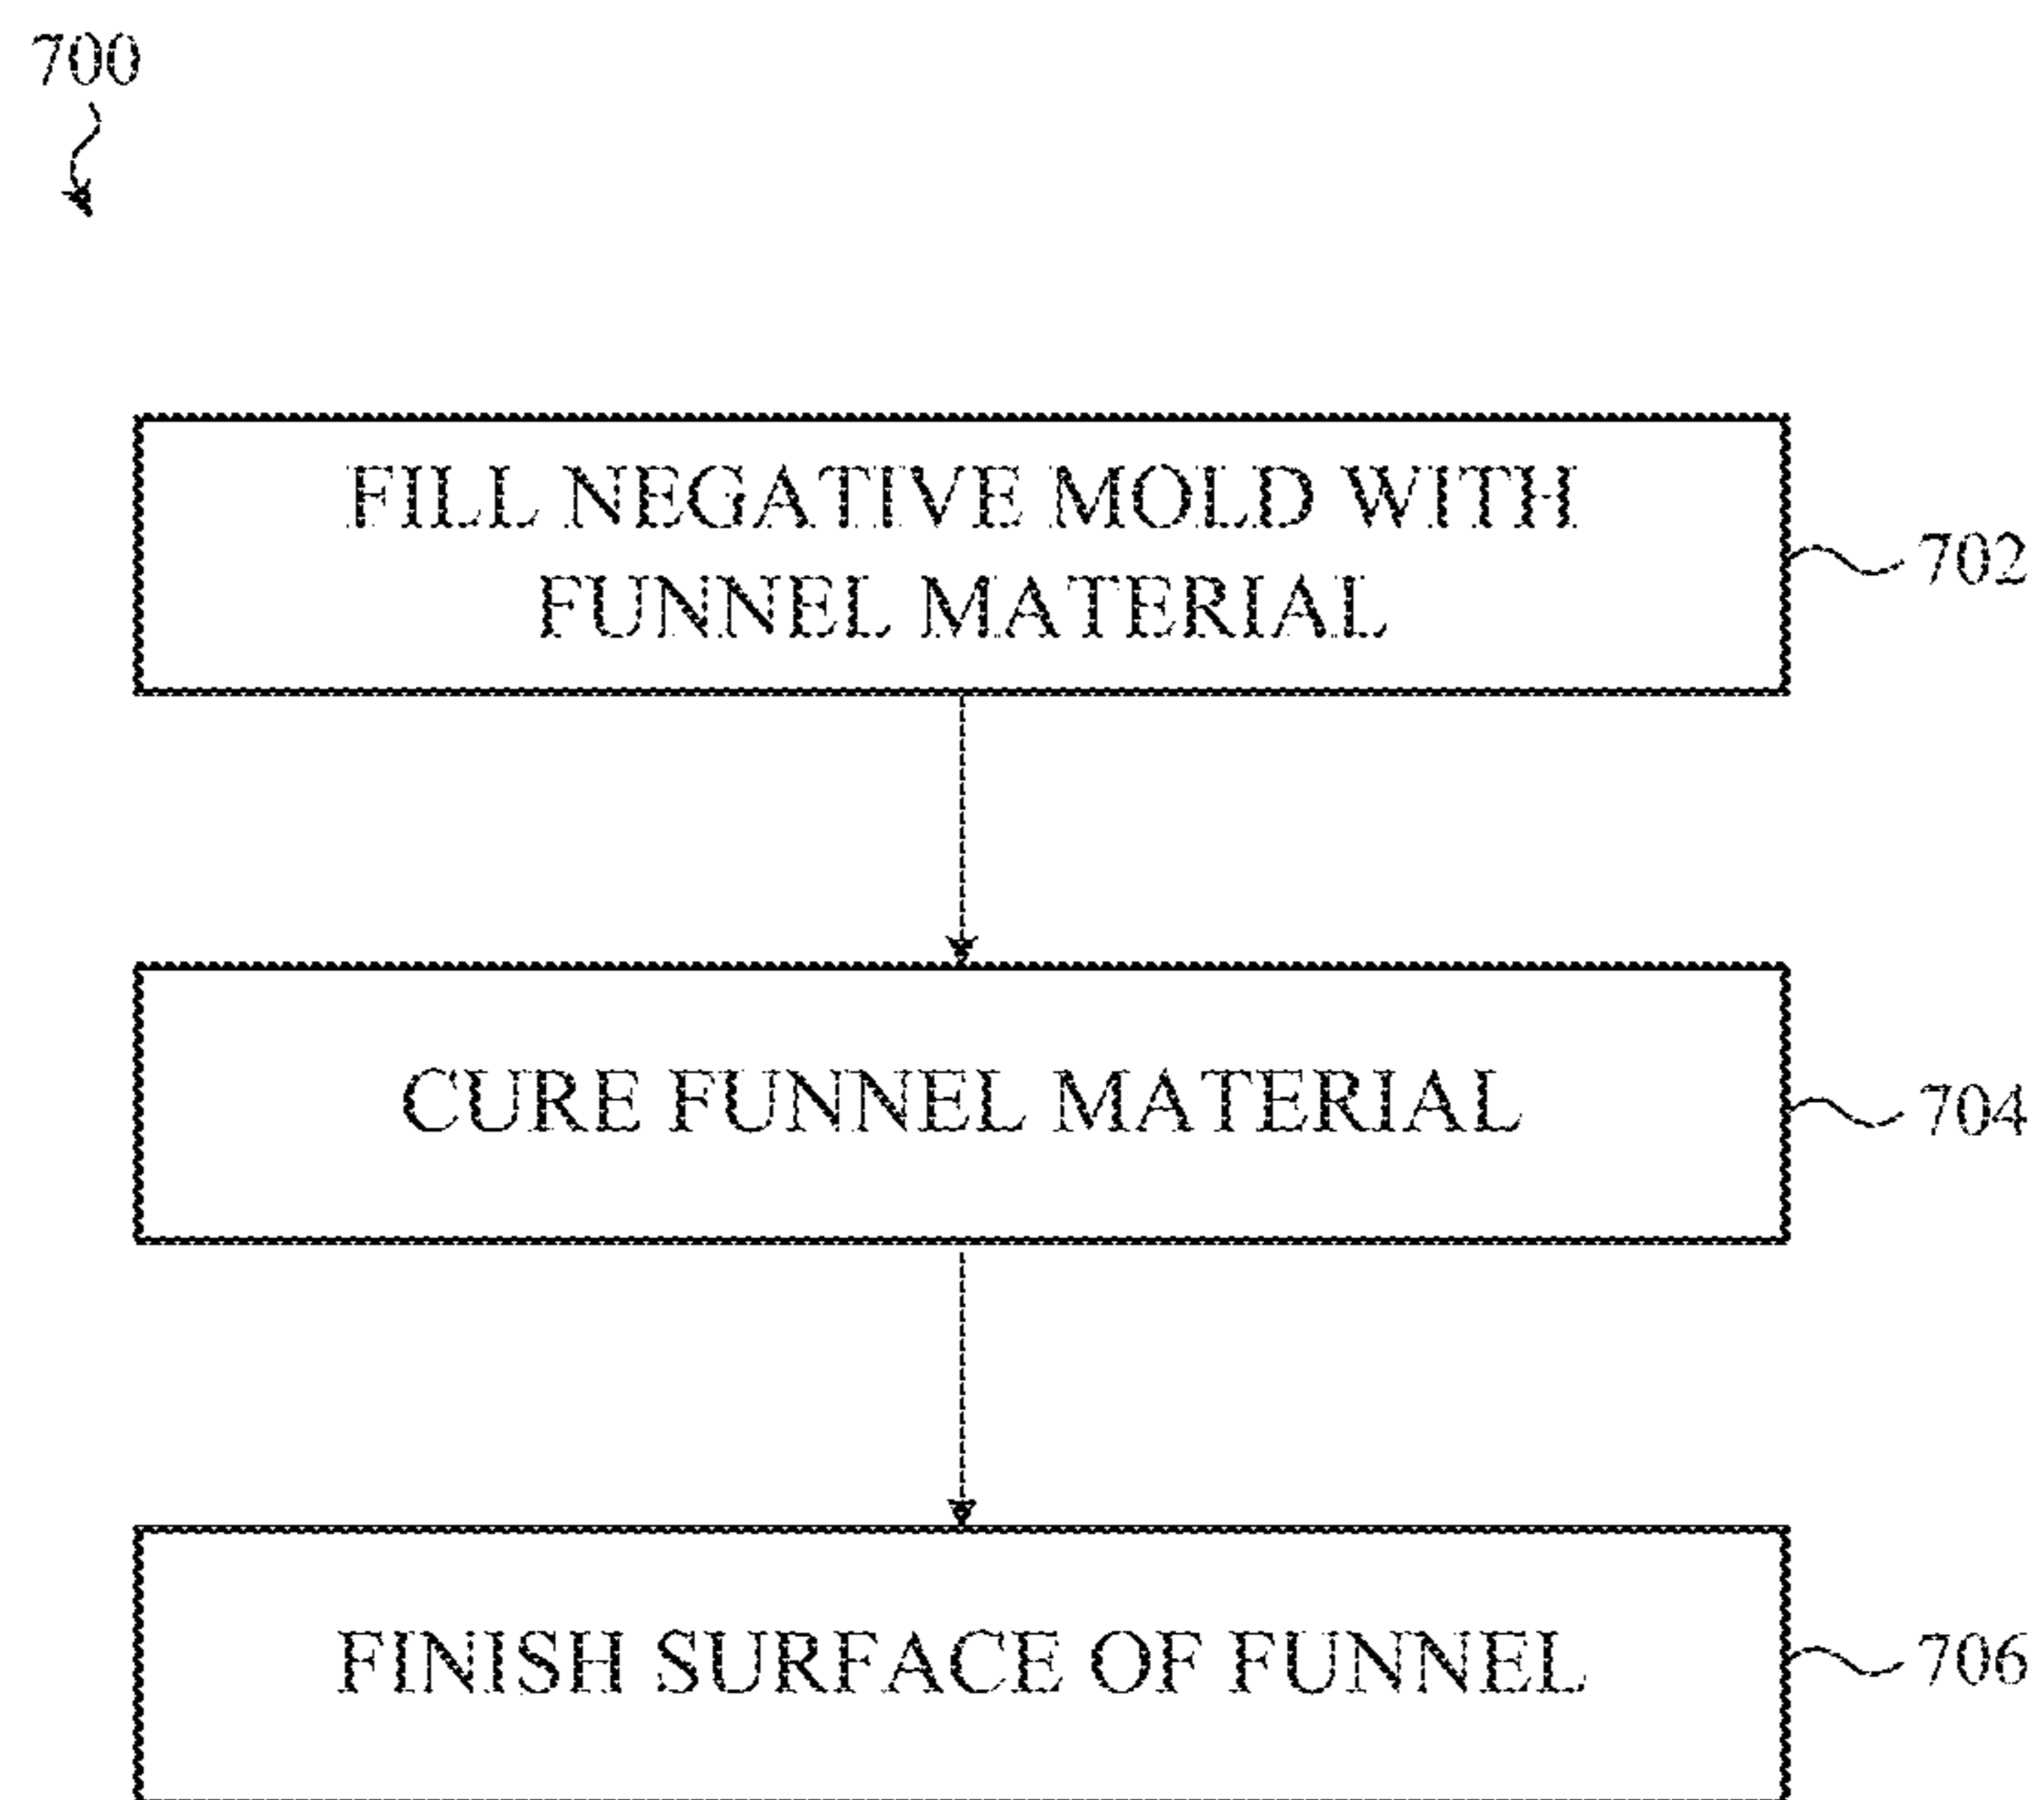 700
FILL NEGATIVE MOLD WITH
FUNNEL MATERIAL
702
CURE FUNNEL MATERIAL
704
FINISH SURFACE OF FUNNEL
706